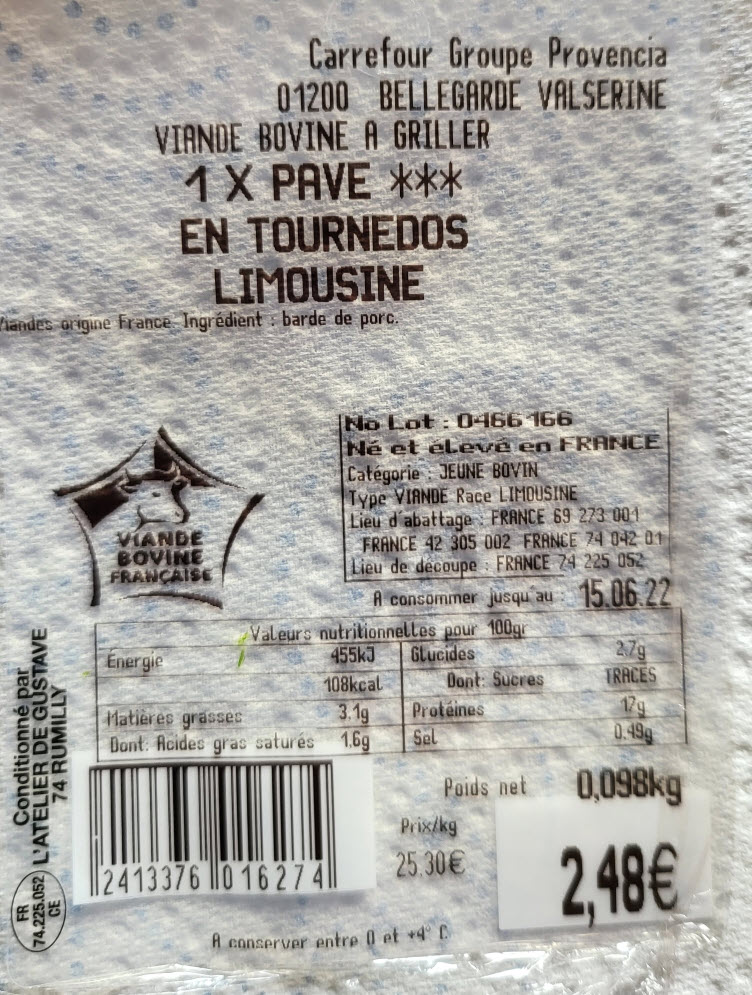 Carrefour Groupe Provencia
01200 BELLEGARDE VALSERINE
VIANDE BOVINE A GRILLER
1 X PAVE ***
EN TOURNEDOS
LIMOUSINE
Viandes origine France. Ingrédient : barde de porc.
No Lot : 0466166
Né et élevé en FRANCE
Catégorie : JEUNE BOVIN
Type VIANDE Race LIMOUSINE
Lieu d'abattage : FRANCE 69 273 001
FRANCE 42 305 002 FRANCE 74 042 01
Lieu de découpe : FRANCE 74 225 052
VIANDE
BOVINE
FRANÇAISE
A consommer jusqu'au : 15.06.22
Valeurs nutritionnelles pour 100gr
Energie 455kJ Glucides 2.7g
108kcal Dont: Sucres TRACES
Matières grasses 3.1g Protéines 17g
Dont: Acides gras saturés 1.6g Sel 0.49g
Poids net 0,098kg
Prix/kg
25.30€ 2,48€
2413376 016274
A conserver entre 0 et +4° C
Conditionné par
L'ATELIER DE GUSTAVE
74 RUMILLY
FR
74.225.052
CE